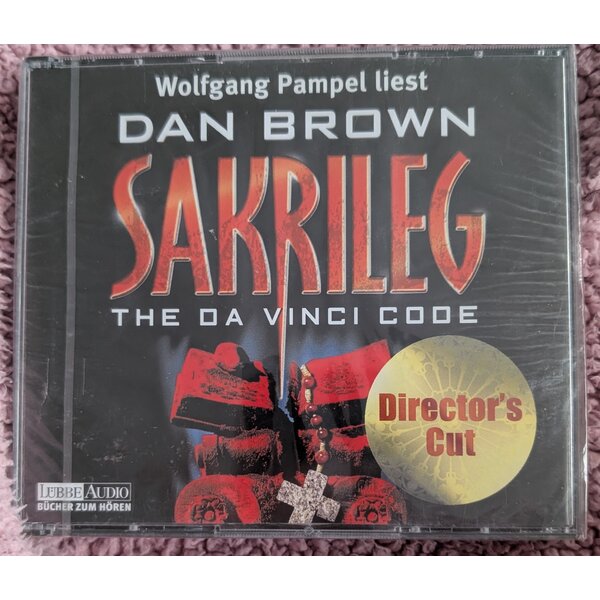 Wolfgang Pampel liest
DAN BROWN
SAKRILEG
THE DA VINCI CODE
Director's
Cut
LÜBBE AUDIO
BÜCHER ZUM HÖREN